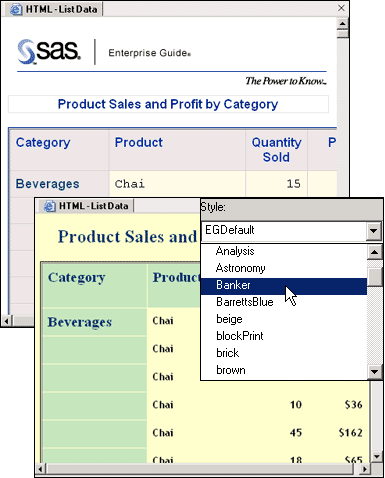 HTML - List Data
sas
Enterprise Guide®
The Power to Know™
Product Sales and Profit by Category
Category Product Quantity Sold P
Beverages Chai 15
HTML - List Data
Style:
Product Sales and
EGDefault
Category Produc
Analysis
Astronomy
Banker
BarrettsBlue
beige
blockPrint
brick
brown
Beverages Chai
Chai
Chai
Chai 10 $36
Chai 45 $162
Chai 18 $65